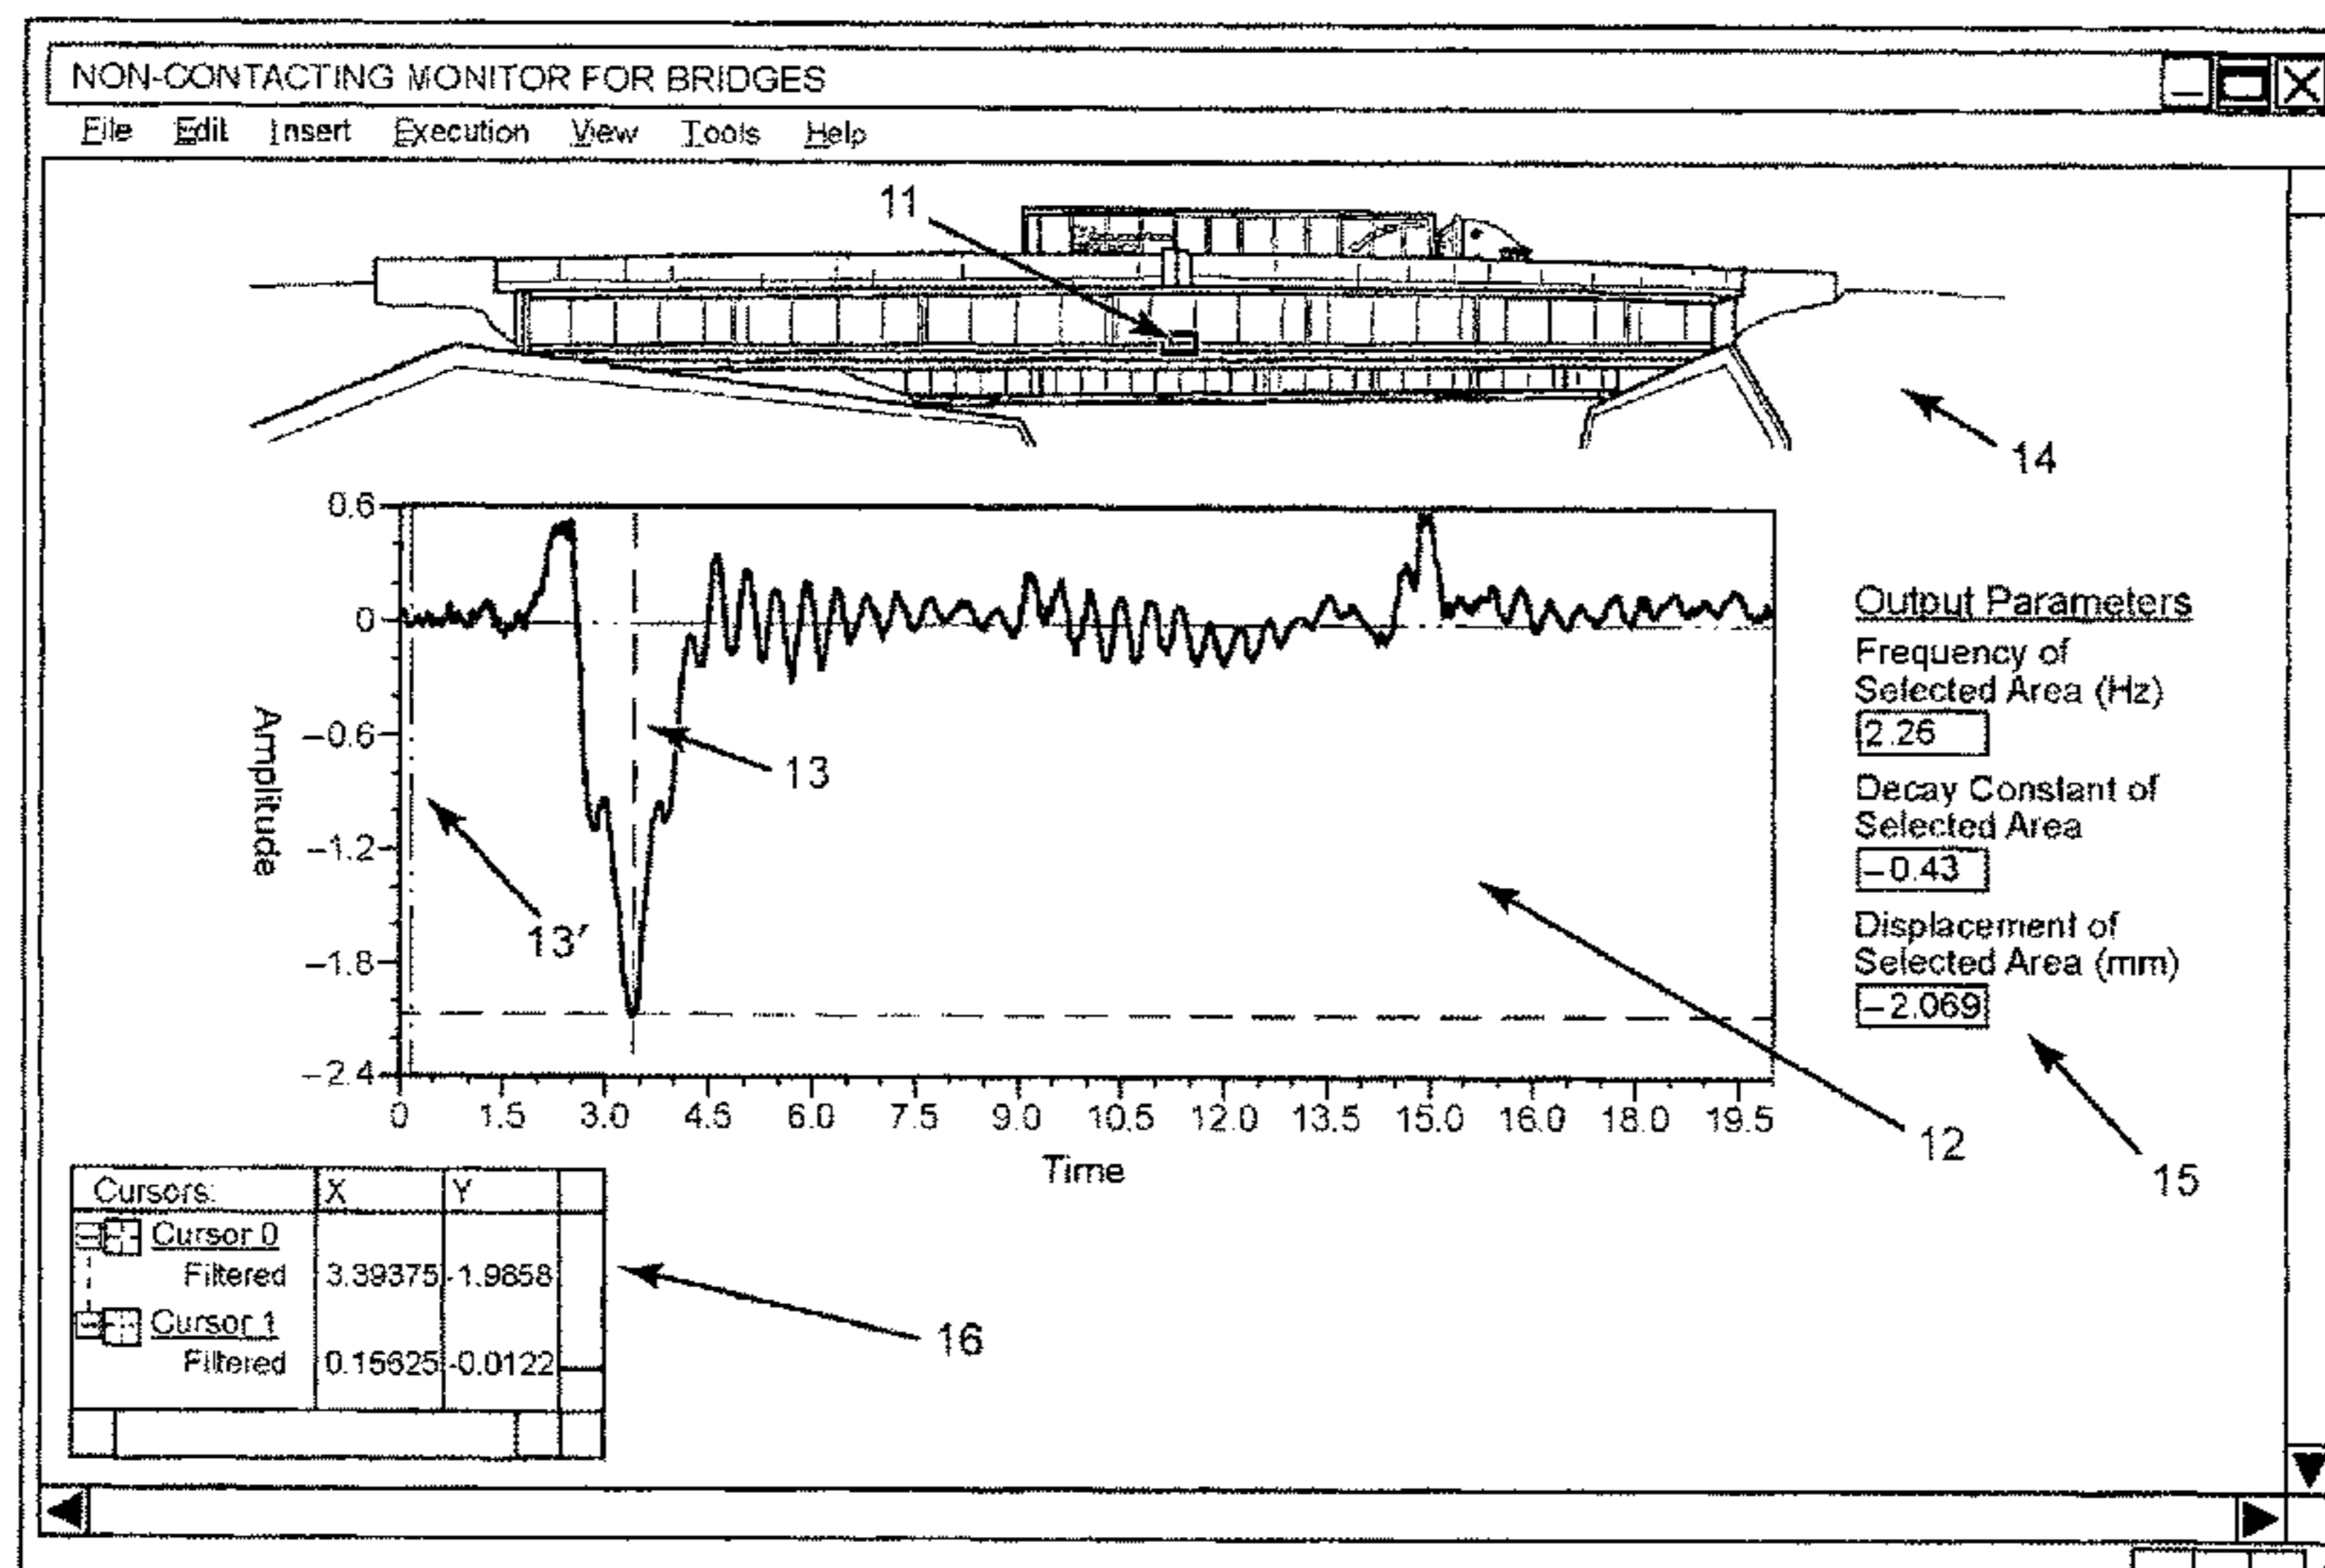 NON-CONTACTING MONITOR FOR BRIDGES
File Edit Insert Execution View Tools Help
11
14
0.6
0
-0.6
-1.2
-1.8
-2.4
Amplitude
13
13'
0 1.5 3.0 4.5 6.0 7.5 9.0 10.5 12.0 13.5 15.0 16.0 18.0 19.5
Time
12
Output Parameters
Frequency of
Selected Area (Hz)
2.26
Decay Constant of
Selected Area
-0.43
Displacement of
Selected Area (mm)
-2.069
15
Cursors: X Y
Cursor 0
Filtered 3.39375 -1.9858
Cursor 1
Filtered 0.15625 -0.0122
16